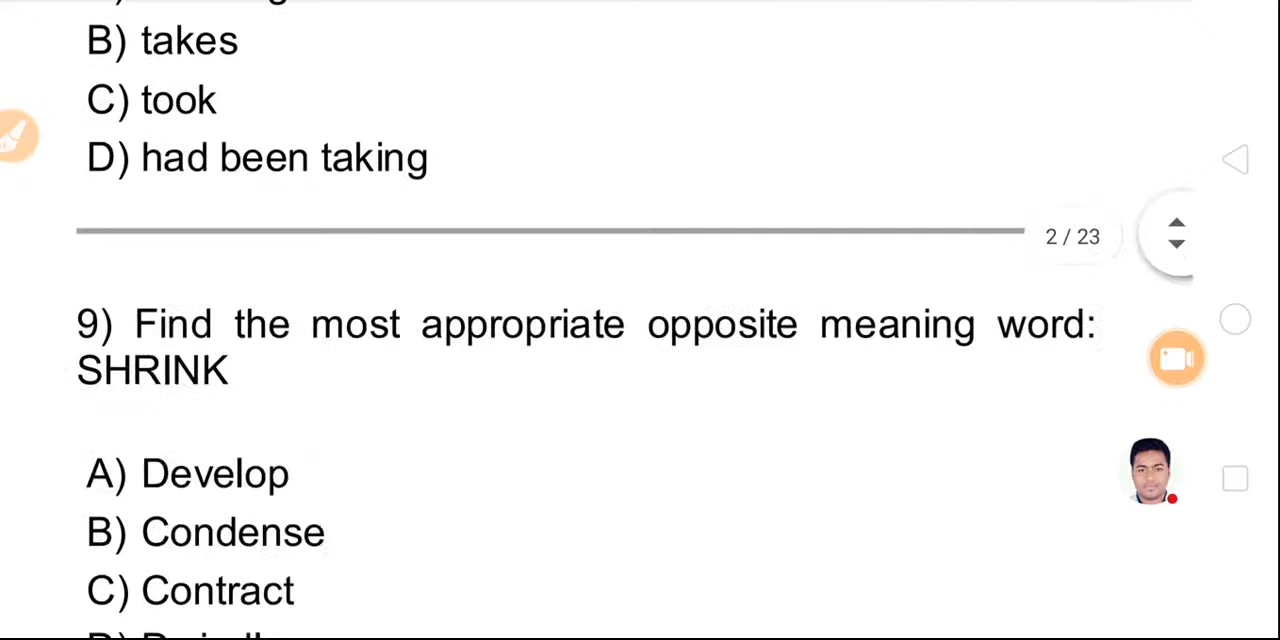 B) takes
C) took
D) had been taking
2 / 23
9) Find the most appropriate opposite meaning word:
SHRINK
A) Develop
B) Condense
C) Contract